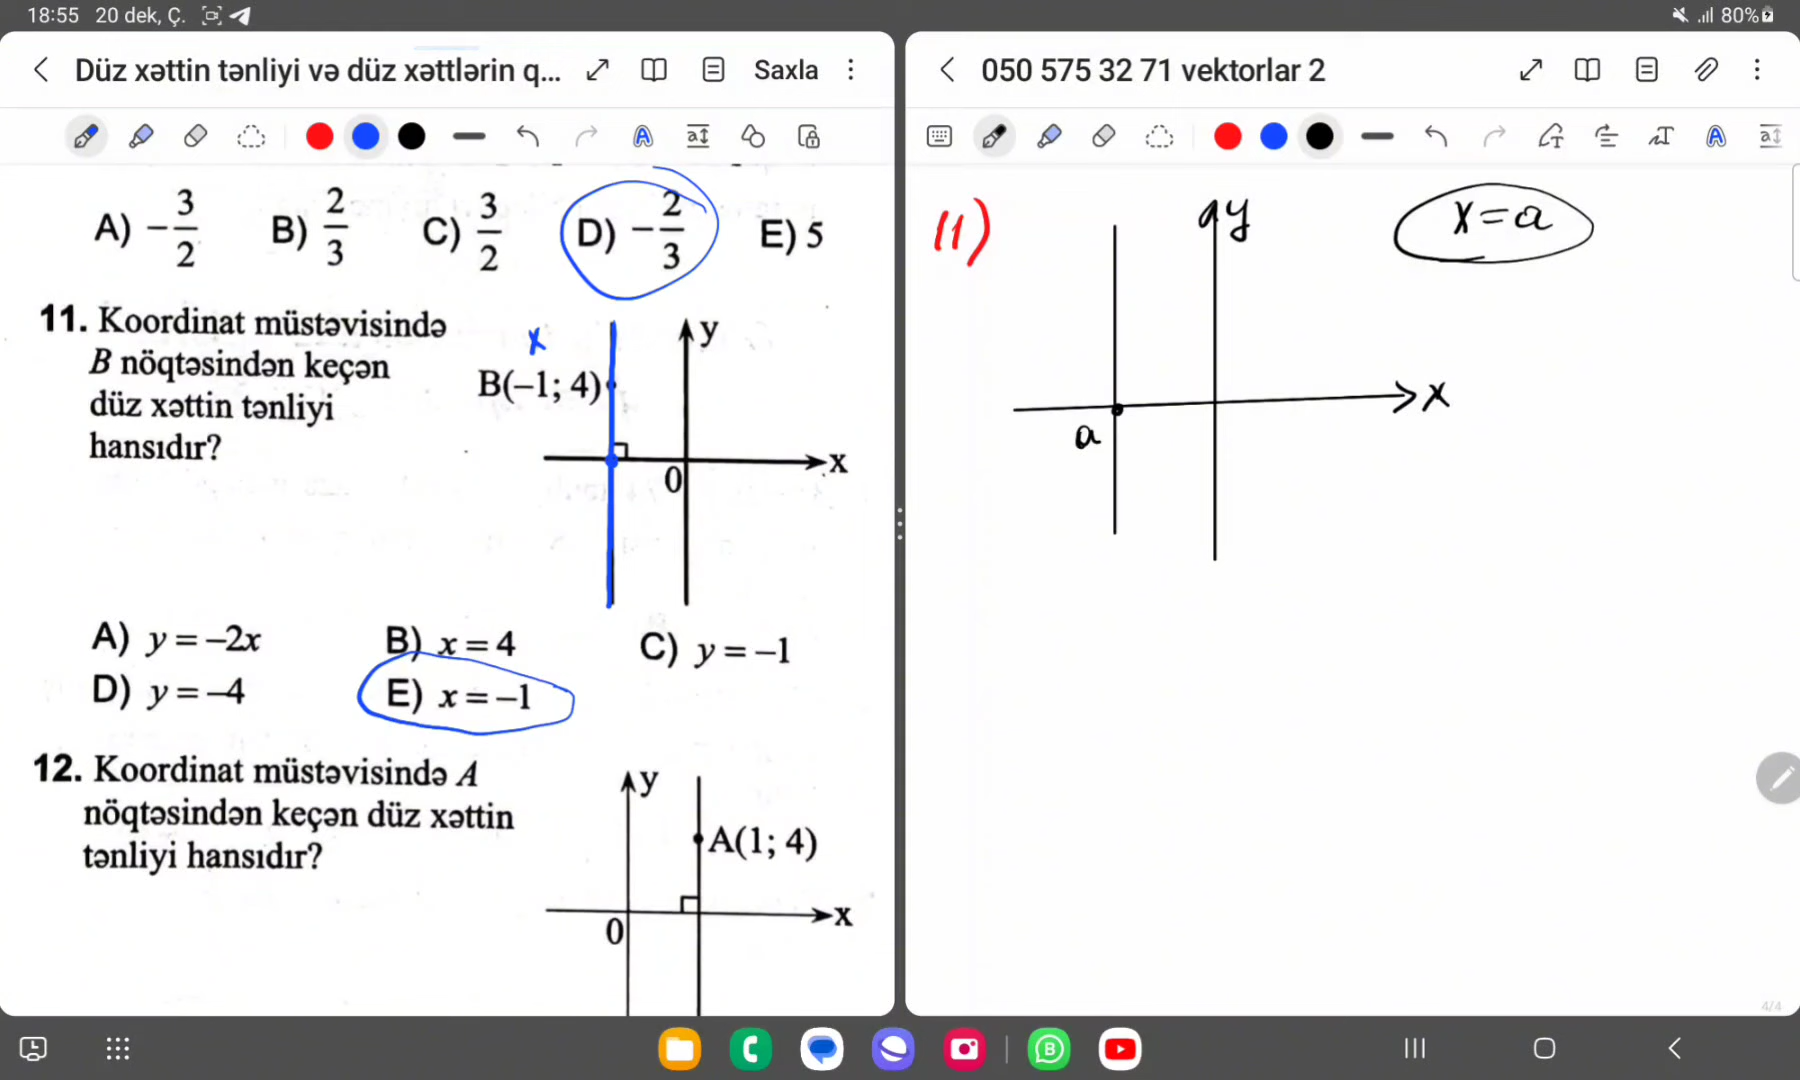 18:55 20 dek, Ç.
80%
Düz xəttin tənliyi və düz xəttlərin q...
Saxla
A) −3/2 B) 2/3 C) 3/2 D) −2/3 E) 5
11. Koordinat müstəvisində
B nöqtəsindən keçən
düz xəttin tənliyi
hansıdır?
x
y
B(−1; 4)
0
x
A) y = −2x B) x = 4 C) y = −1
D) y = −4 E) x = −1
12. Koordinat müstəvisində A
nöqtəsindən keçən düz xəttin
tənliyi hansıdır?
y
A(1; 4)
0
x
050 575 32 71 vektorlar 2
11)
y
x=a
x
a
4/4